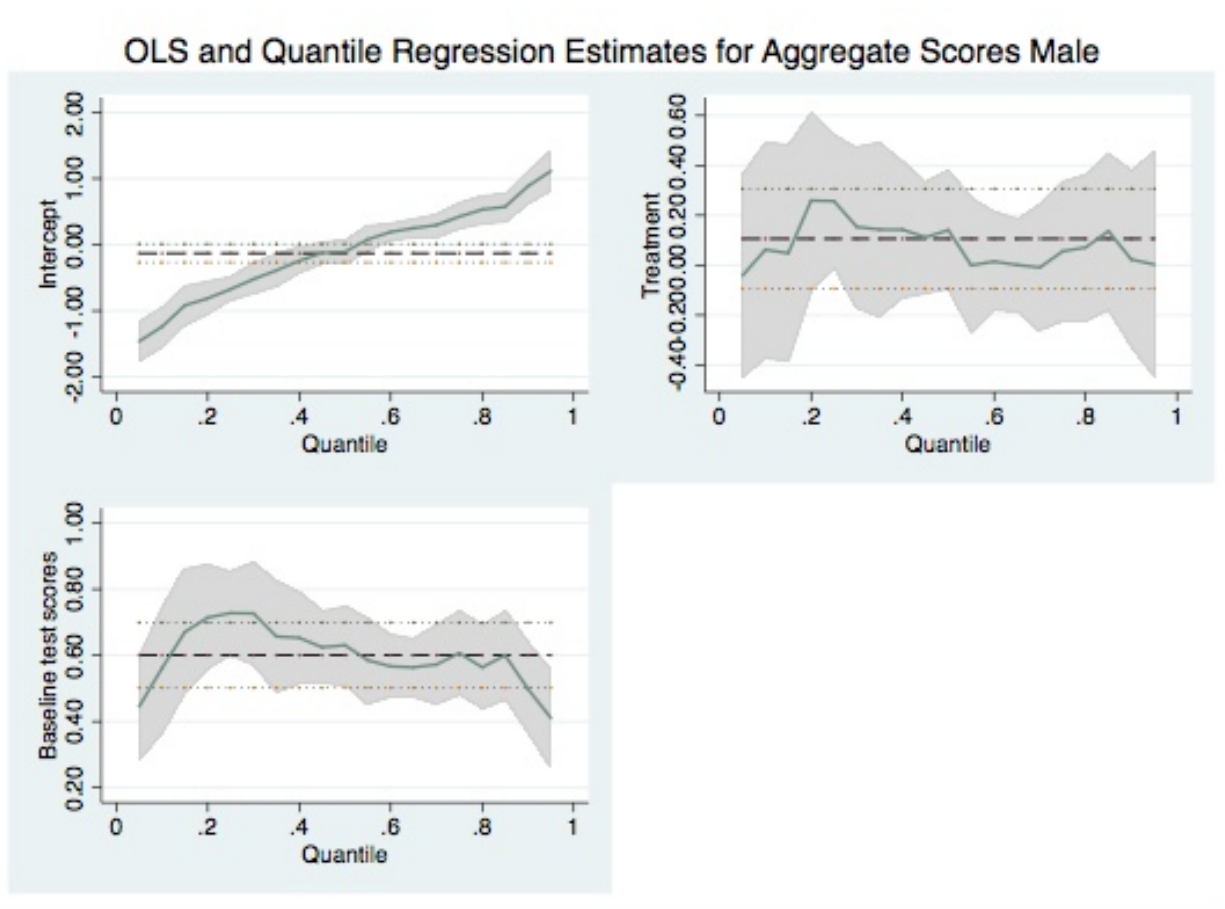 OLS and Quantile Regression Estimates for Aggregate Scores Male
Intercept
2.00
1.00
0.00
-1.00
-2.00
0 .2 .4 .6 .8 1
Quantile
Treatment
0.60
0.40
0.20
0.00
-0.20
-0.40
0 .2 .4 .6 .8 1
Quantile
Baseline test scores
1.00
0.80
0.60
0.40
0.20
0 .2 .4 .6 .8 1
Quantile